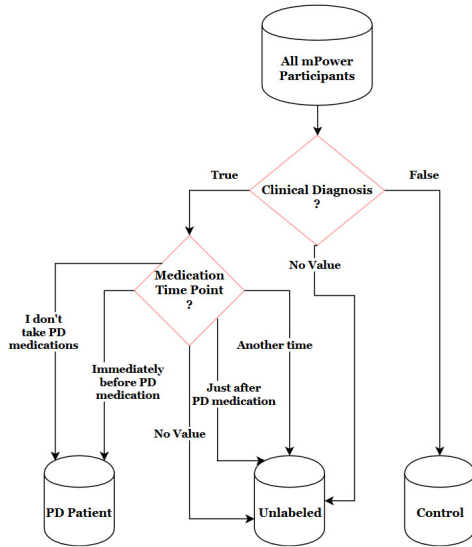 All mPower
Participants
True
Clinical Diagnosis
?
False
No Value
Medication
Time Point
?
I don't
take PD
medications
Immediately
before PD
medication
No Value
Just after
PD medication
Another time
PD Patient
Unlabeled
Control